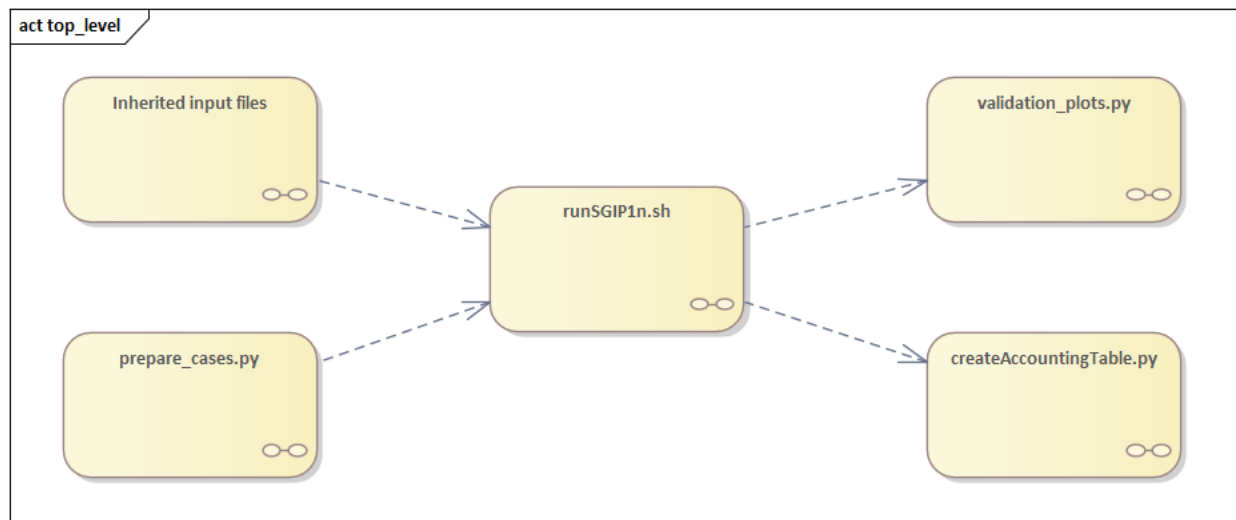 act top_level
Inherited input files
validation_plots.py
runSGIP1n.sh
prepare_cases.py
createAccountingTable.py